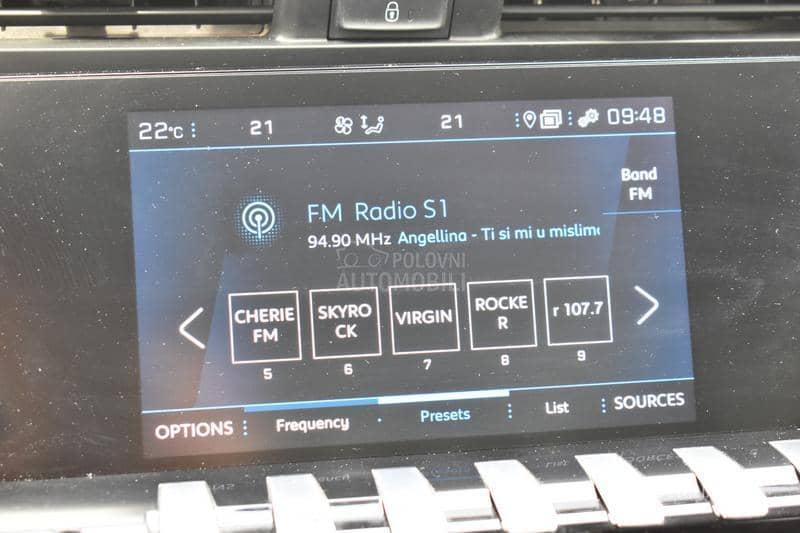 22°C 21 21 09:48
Band
FM
FM Radio S1
94.90 MHz Angellina - Ti si mi u mislima
POLOVNI
AUTOMOBILI
CHERIE
FM
SKYRO
CK
VIRGIN
ROCKE
R
r 107.7
5 6 7 8 9
OPTIONS Frequency Presets List SOURCES